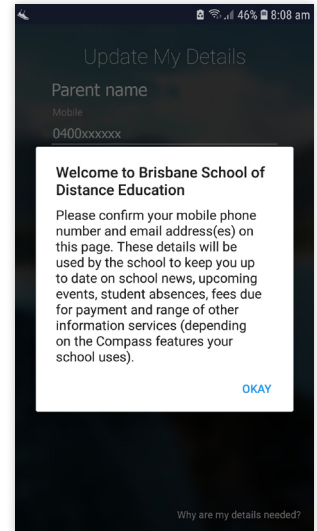 46% 8:08 am
Update My Details
Parent name
Mobile
0400xxxxxx
Welcome to Brisbane School of
Distance Education
Please confirm your mobile phone
number and email address(es) on
this page. These details will be
used by the school to keep you up
to date on school news, upcoming
events, student absences, fees due
for payment and range of other
information services (depending
on the Compass features your
school uses).
OKAY
Why are my details needed?